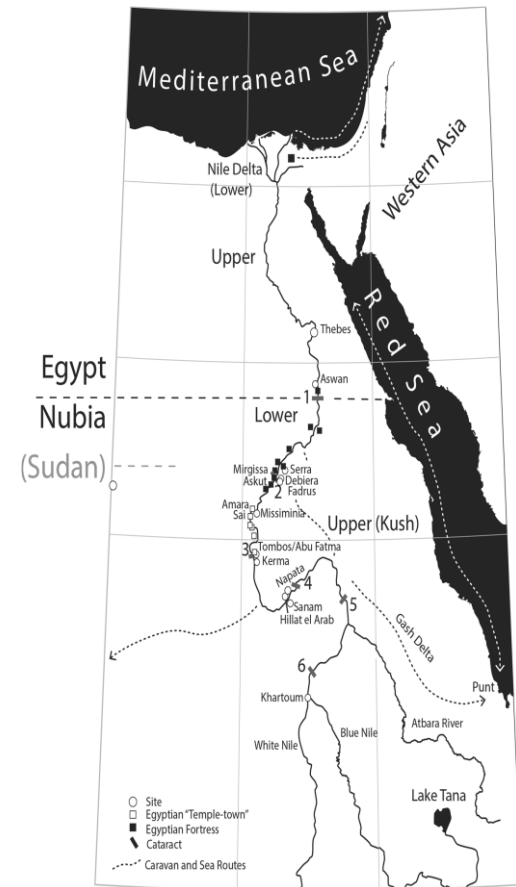 Mediterranean Sea
Western Asia
Nile Delta
(Lower)
Upper
Red Sea
Thebes
Egypt
Aswan
1
Nubia
Lower
(Sudan)
Mirgissa
Serra
Askut
Debiera
2
Fadrus
Amara
Sai
Missiminia
Upper (Kush)
3
Tombos/Abu Fatma
Kerma
Napata
4
5
Sanam
Hillat el Arab
Gash Delta
6
Punt
Khartoum
Atbara River
Blue Nile
White Nile
Lake Tana
Site
Egyptian "Temple-town"
Egyptian Fortress
Cataract
Caravan and Sea Routes